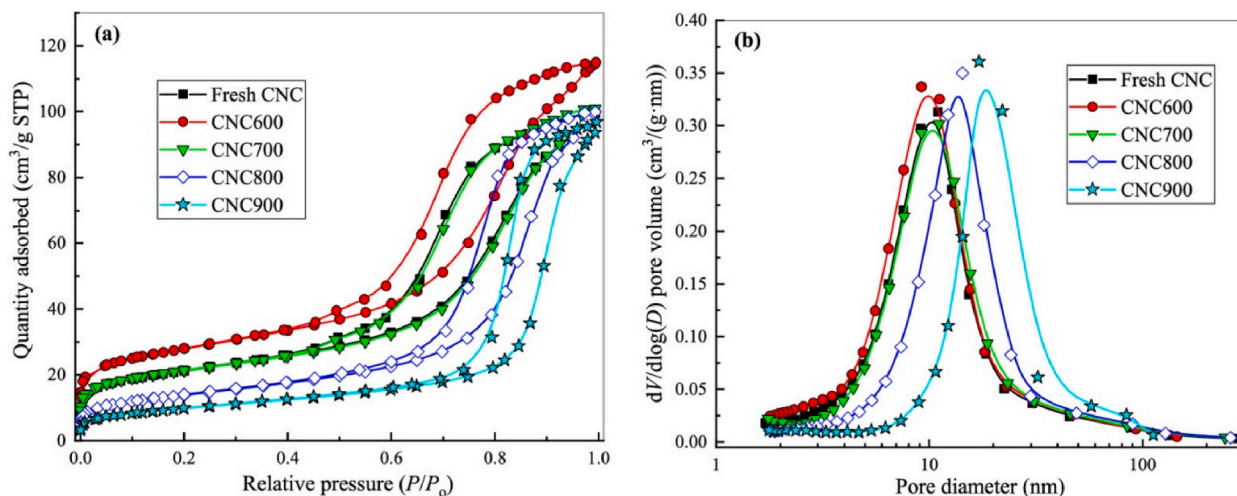 (a)
Quantity adsorbed (cm³/g STP)
120
100
80
60
40
20
0
Fresh CNC
CNC600
CNC700
CNC800
CNC900
0.0 0.2 0.4 0.6 0.8 1.0
Relative pressure (P/Po)
(b)
dV/dlog(D) pore volume (cm³/(g·nm))
0.40
0.35
0.30
0.25
0.20
0.15
0.10
0.05
0.00
Fresh CNC
CNC600
CNC700
CNC800
CNC900
1 10 100
Pore diameter (nm)